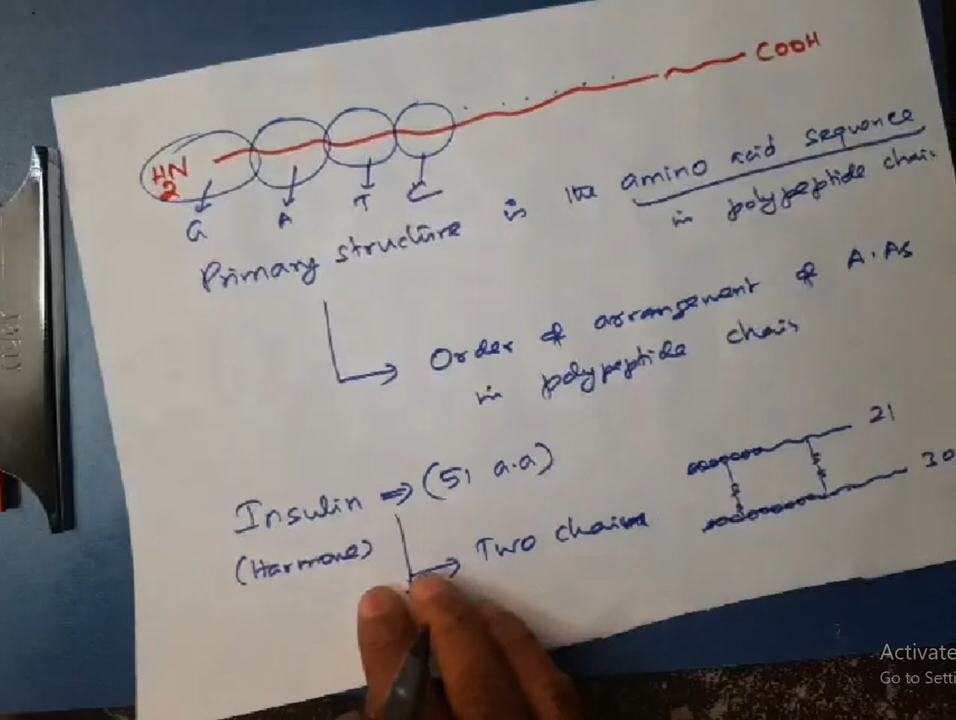 COOH
H2N
G A T C
Primary structure is the amino acid sequence
in polypeptide chain
Order of arrangement of A.As
in polypeptide chain
21
Insulin ⇒ (51 a.a)
30
(Harmone)
Two chains
Activate
Go to Setti